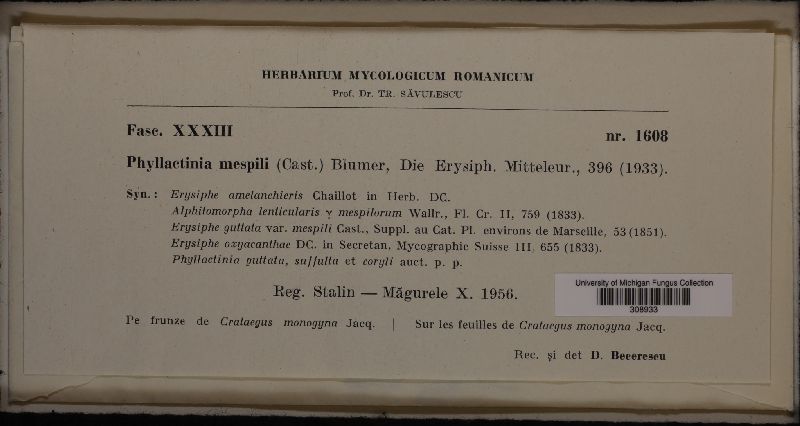 HERBARIUM MYCOLOGICUM ROMANICUM
Prof. Dr. TR. SĂVULESCU
Fasc. XXXIII nr. 1608
Phyllactinia mespili (Cast.) Blumer, Die Erysiph. Mitteleur., 396 (1933).
Syn.: Erysiphe amelanchieris Chaillot in Herb. DC.
Alphitomorpha lenticularis γ mespilorum Wallr., Fl. Cr. II, 759 (1833).
Erysiphe guttata var. mespili Cast., Suppl. au Cat. Pl. environs de Marseille, 53 (1851).
Erysiphe oxyacanthae DC. in Secretan, Mycographie Suisse III, 655 (1833).
Phyllactinia guttata, suffulta et coryli auct. p. p.
Reg. Stalin — Măgurele X. 1956.
University of Michigan Fungus Collection
308933
Pe frunze de Crataegus monogyna Jacq. | Sur les feuilles de Crataegus monogyna Jacq.
Rec. și det D. Becerescu